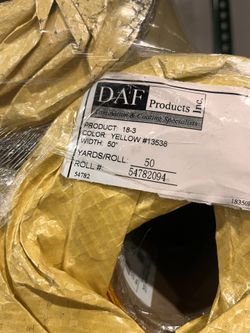 DAF Products Inc.
Lamination & Coating Specialists
PRODUCT: 18-3
COLOR: YELLOW #13538
WIDTH: 50"
YARDS/ROLL: 50
ROLL #: 54782094
54782